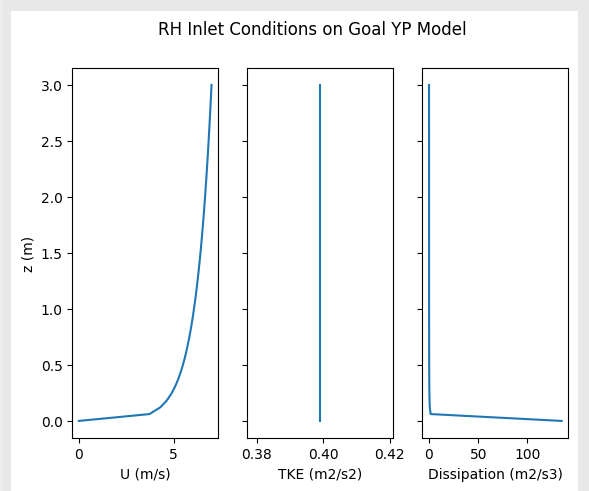 RH Inlet Conditions on Goal YP Model
z (m)
3.0
2.5
2.0
1.5
1.0
0.5
0.0
0 5
0.38 0.40 0.42
0 50 100
U (m/s)
TKE (m2/s2)
Dissipation (m2/s3)